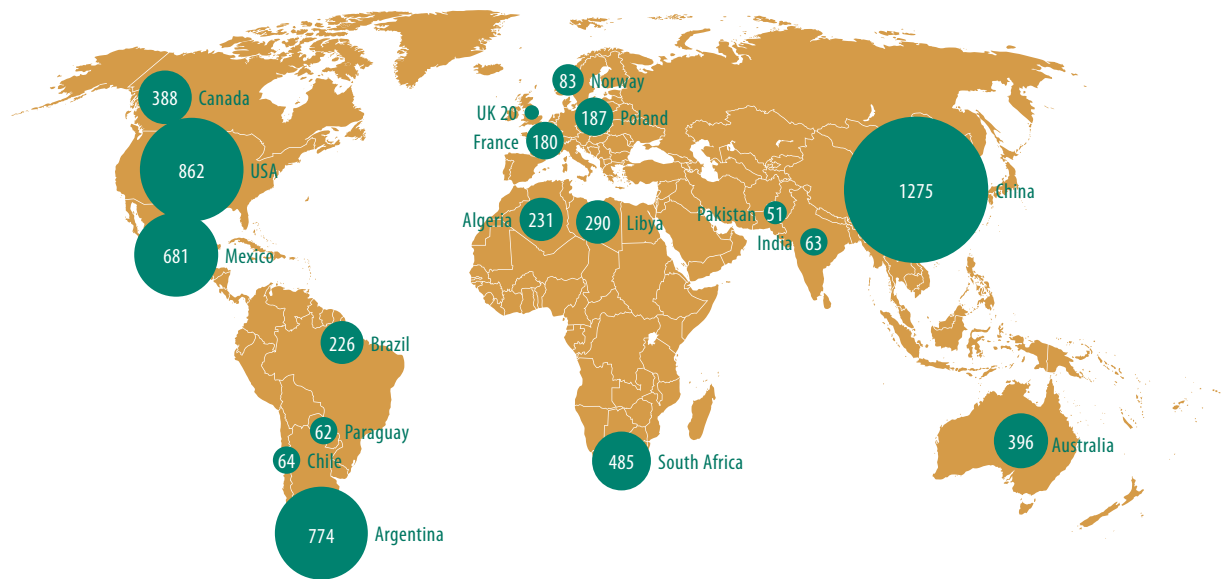 83 Norway
388 Canada
UK 20
187 Poland
France 180
862 USA
1275 China
Pakistan 51
Algeria 231
290 Libya
India 63
681 Mexico
226 Brazil
62 Paraguay
396 Australia
64 Chile
485 South Africa
774 Argentina